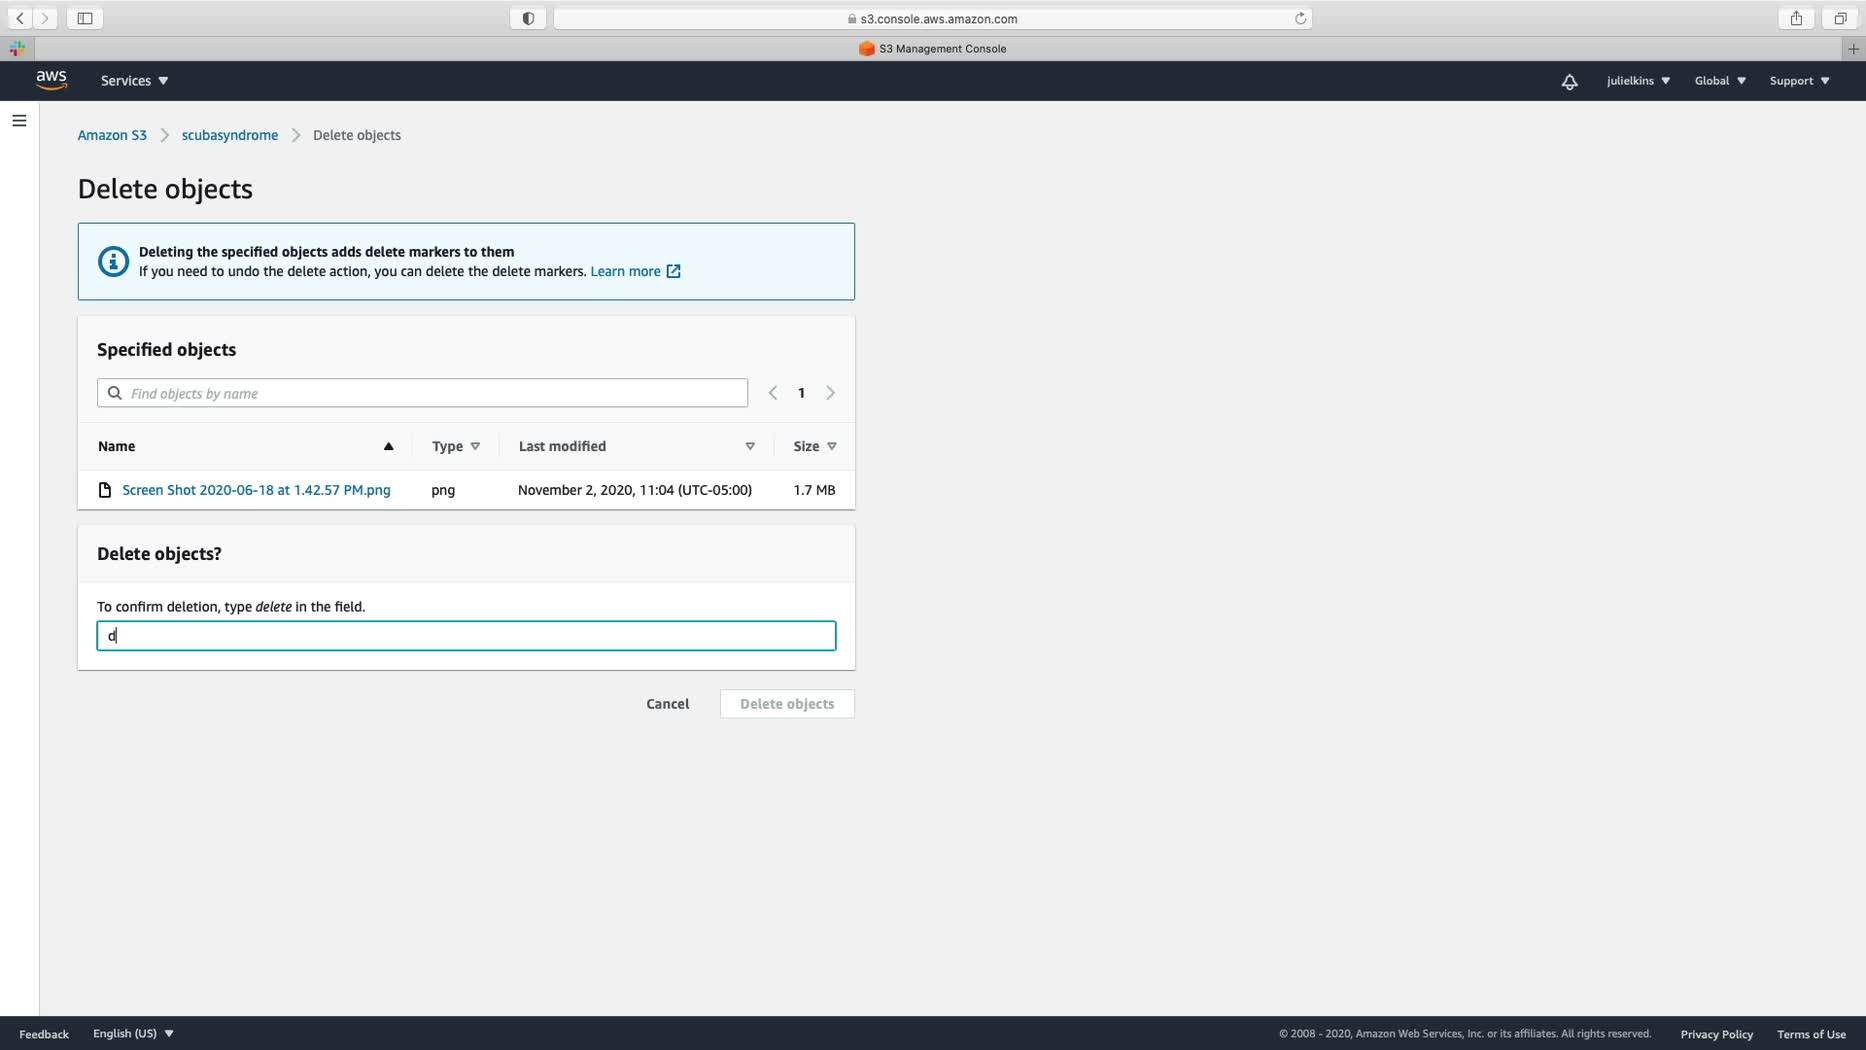 s3.console.aws.amazon.com
S3 Management Console
aws Services julielkins Global Support
Amazon S3 scubasyndrome Delete objects
Delete objects
Deleting the specified objects adds delete markers to them
If you need to undo the delete action, you can delete the delete markers. Learn more
Specified objects
Find objects by name 1
Name Type Last modified Size
Screen Shot 2020-06-18 at 1.42.57 PM.png png November 2, 2020, 11:04 (UTC-05:00) 1.7 MB
Delete objects?
To confirm deletion, type delete in the field.
d
Cancel Delete objects
Feedback English (US) © 2008 - 2020, Amazon Web Services, Inc. or its affiliates. All rights reserved. Privacy Policy Terms of Use